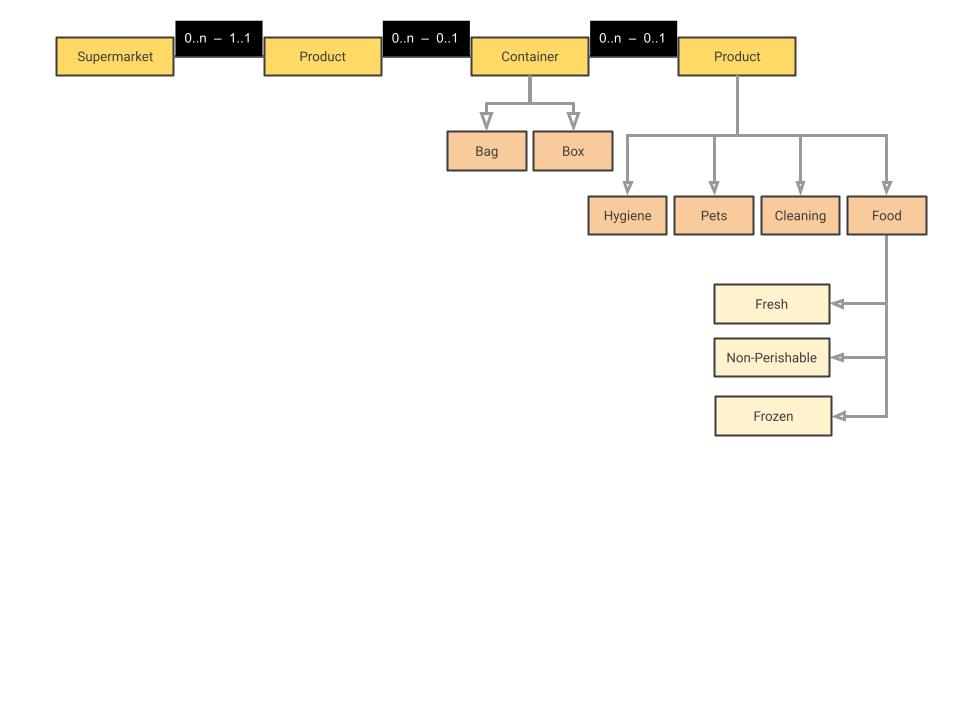 0..n – 1..1
0..n – 0..1
0..n – 0..1
Supermarket
Product
Container
Product
Bag
Box
Hygiene
Pets
Cleaning
Food
Fresh
Non-Perishable
Frozen